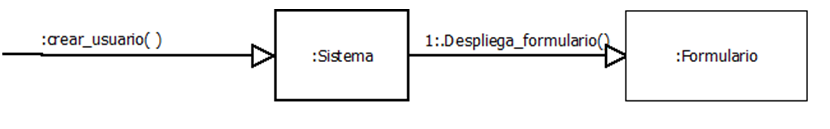 :crear_usuario( )
:Sistema
1:.Despliega_formulario()
:Formulario